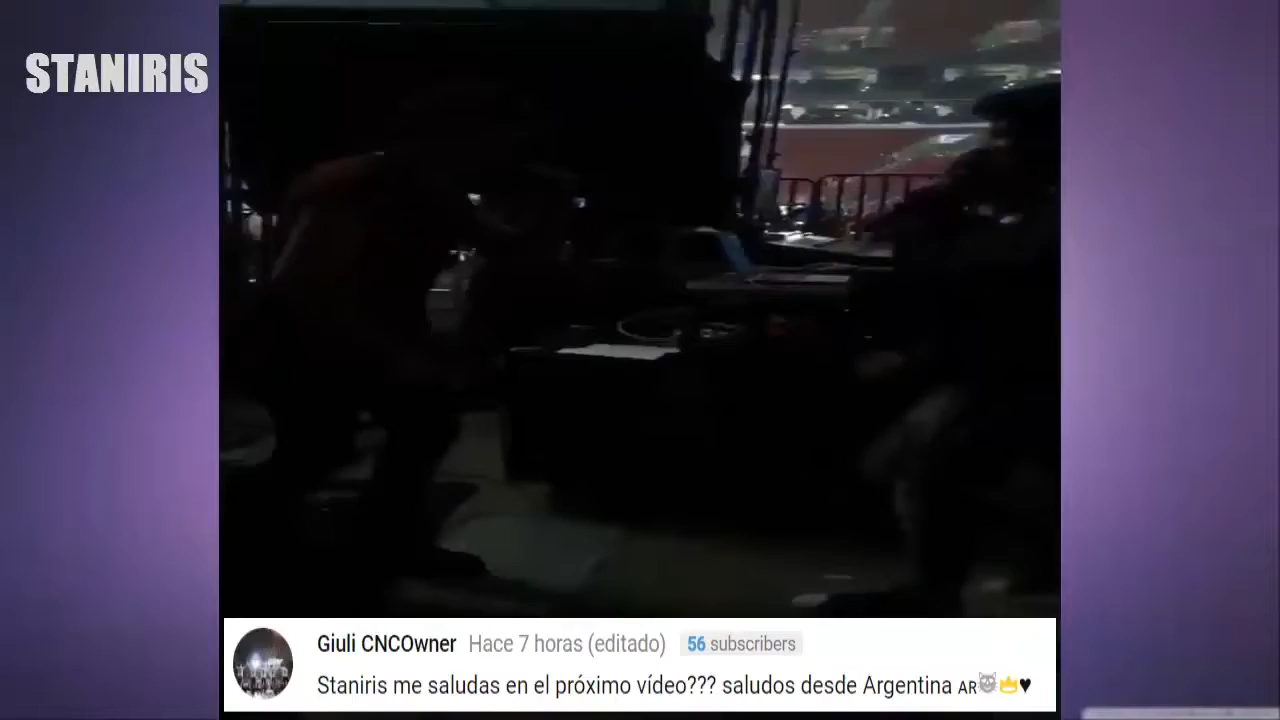 STANIRIS
Giuli CNCOwner Hace 7 horas (editado) 56 subscribers
Staniris me saludas en el próximo vídeo??? saludos desde Argentina ᴀʀ🐱👑♥